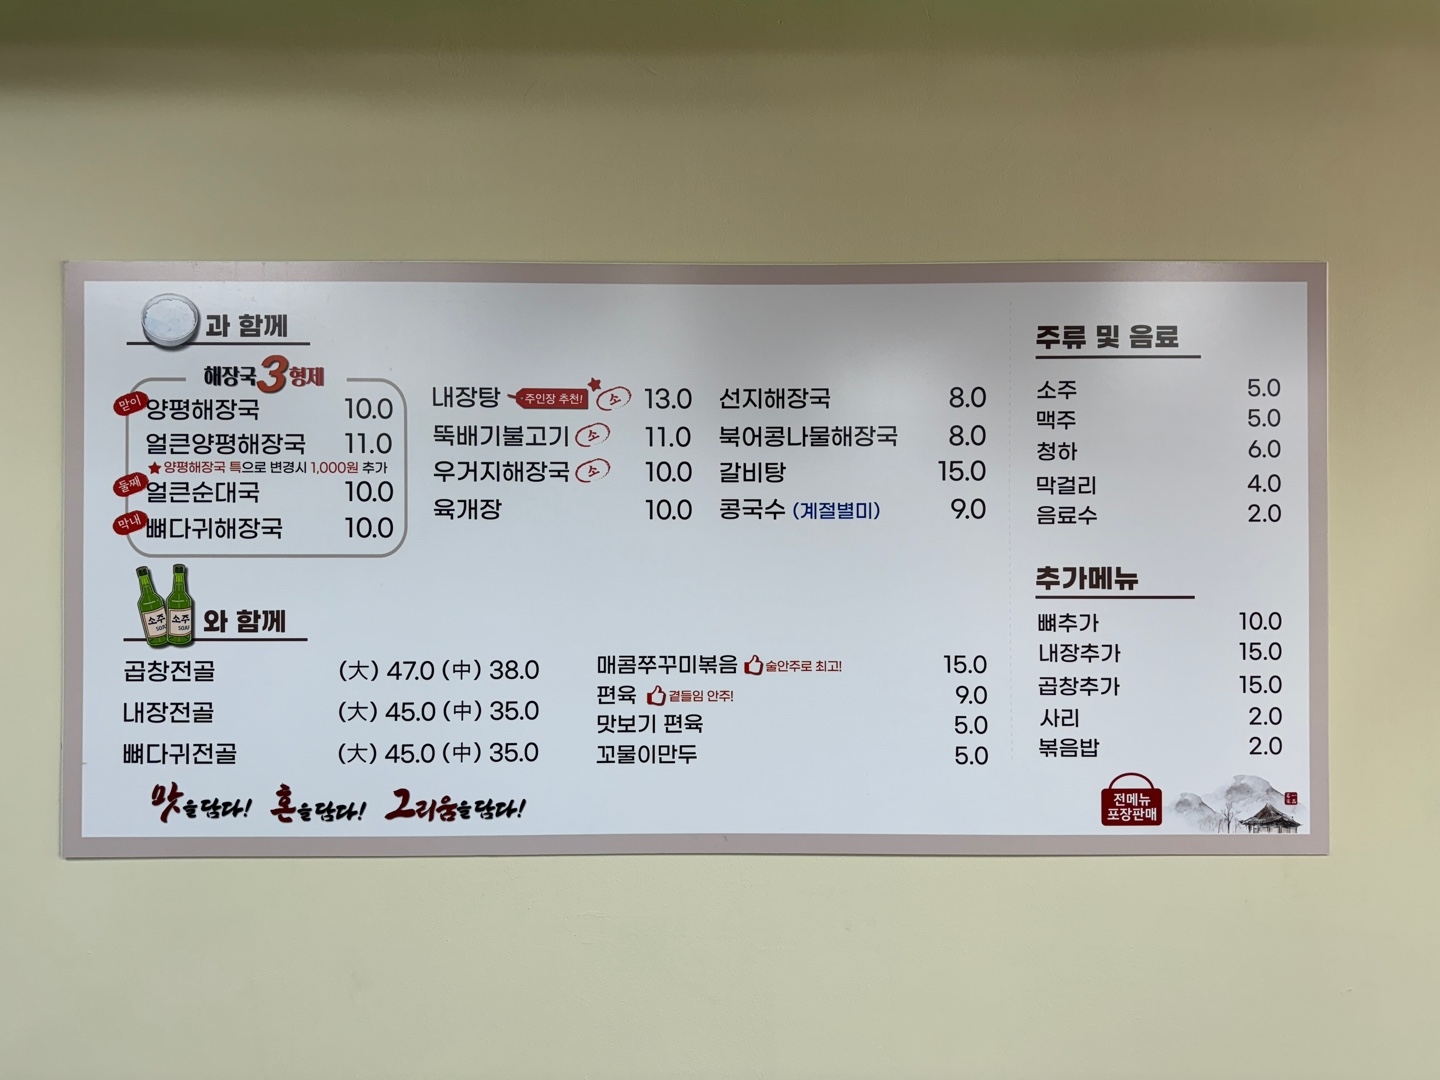 과 함께
해장국3형제
맏이 양평해장국 10.0
얼큰양평해장국 11.0
★양평해장국 특으로 변경시 1,000원 추가
둘째 얼큰순대국 10.0
막내 뼈다귀해장국 10.0
내장탕 주인장 추천! 소 13.0
뚝배기불고기 소 11.0
우거지해장국 소 10.0
육개장 10.0
선지해장국 8.0
북어콩나물해장국 8.0
갈비탕 15.0
콩국수 (계절별미) 9.0
소주 소주
와 함께
곱창전골 (大) 47.0 (中) 38.0
내장전골 (大) 45.0 (中) 35.0
뼈다귀전골 (大) 45.0 (中) 35.0
매콤쭈꾸미볶음 술안주로 최고! 15.0
편육 곁들임 안주! 9.0
맛보기 편육 5.0
꼬물이만두 5.0
맛을 담다! 혼을 담다! 그리움을 담다!
주류 및 음료
소주 5.0
맥주 5.0
청하 6.0
막걸리 4.0
음료수 2.0
추가메뉴
뼈추가 10.0
내장추가 15.0
곱창추가 15.0
사리 2.0
볶음밥 2.0
전메뉴
포장판매